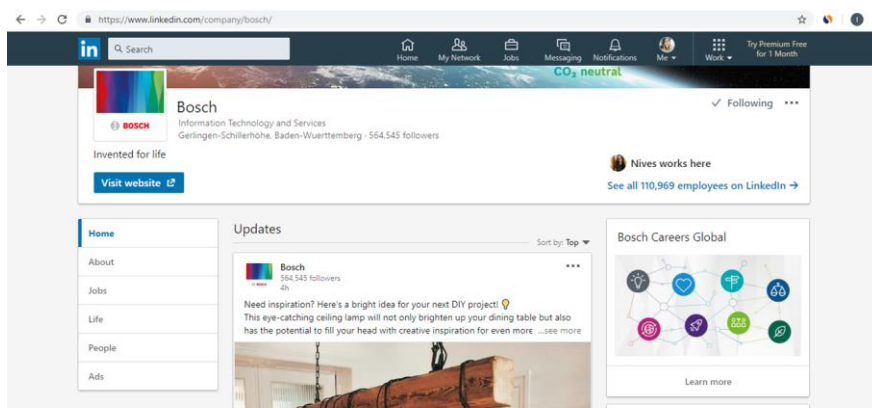 https://www.linkedin.com/company/bosch/
in
Search
Home
My Network
Jobs
Messaging
Notifications
Me
Work
Try Premium Free
for 1 Month
CO₂ neutral
BOSCH
Bosch
Information Technology and Services
Gerlingen-Schillerhöhe, Baden-Wuerttemberg · 564,545 followers
Following
Invented for life
Visit website
Nives works here
See all 110,969 employees on LinkedIn →
Home
About
Jobs
Life
People
Ads
Updates
Sort by: Top
Bosch
564,545 followers
4h
Need inspiration? Here's a bright idea for your next DIY project!
This eye-catching ceiling lamp will not only brighten up your dining table but also
has the potential to fill your head with creative inspiration for even more ...see more
Bosch Careers Global
Learn more